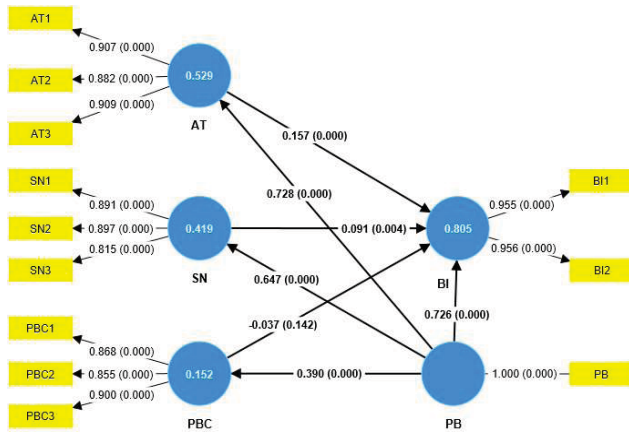 AT1
0.907 (0.000)
AT2
0.882 (0.000)
0.529
0.909 (0.000)
AT3
AT
0.157 (0.000)
0.728 (0.000)
SN1
0.891 (0.000)
BI1
0.955 (0.000)
SN2
0.897 (0.000)
0.419
0.091 (0.004)
0.805
0.815 (0.000)
0.956 (0.000)
SN3
SN
BI
BI2
0.647 (0.000)
0.726 (0.000)
-0.037 (0.142)
PBC1
0.868 (0.000)
PBC2
0.855 (0.000)
0.152
0.390 (0.000)
1.000 (0.000)
PB
0.900 (0.000)
PBC3
PBC
PB